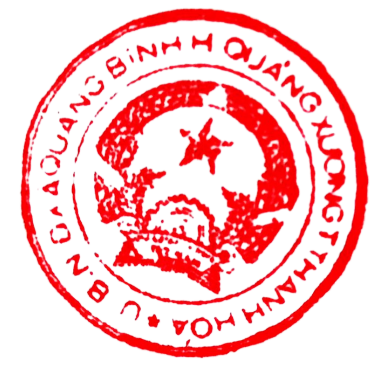 U.B.N.D XÃ QUẢNG BÌNH H QUẢNG XƯƠNG T THANH HÓA ★